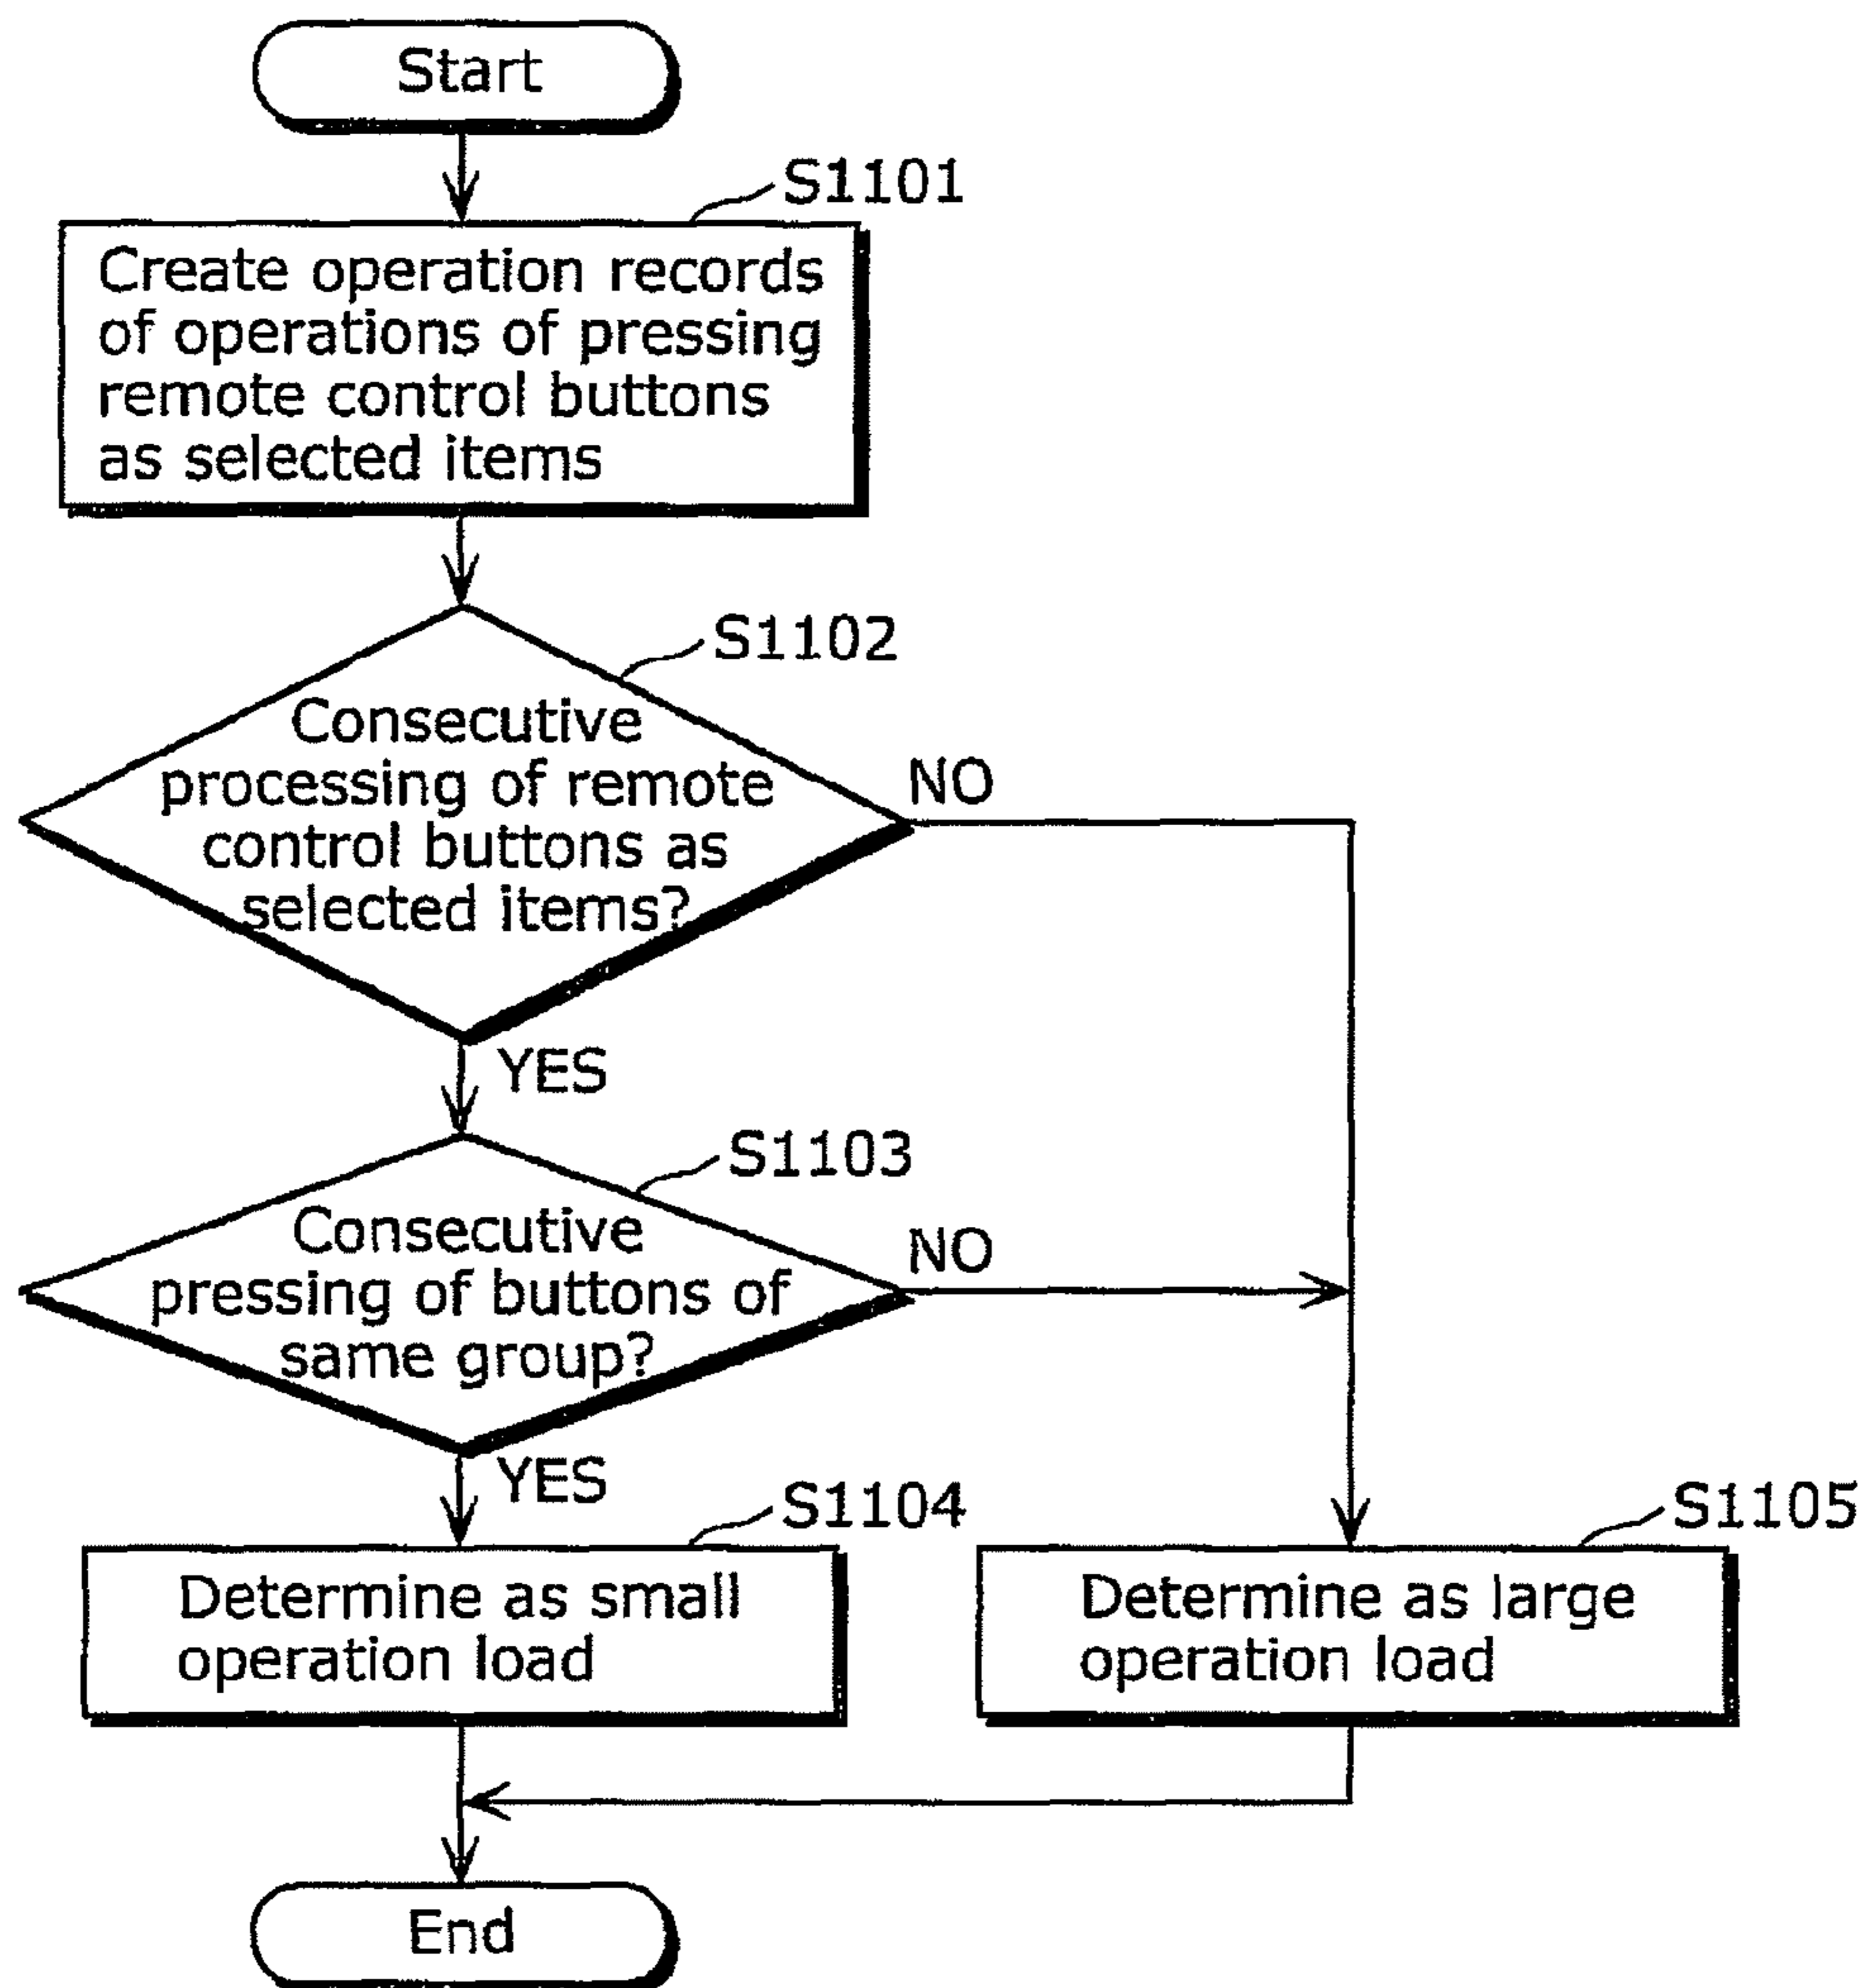 Start
S1101
Create operation records
of operations of pressing
remote control buttons
as selected items
S1102
Consecutive
processing of remote
control buttons as
selected items?
NO
YES
S1103
Consecutive
pressing of buttons of
same group?
NO
YES
S1104
Determine as small
operation load
S1105
Determine as large
operation load
End